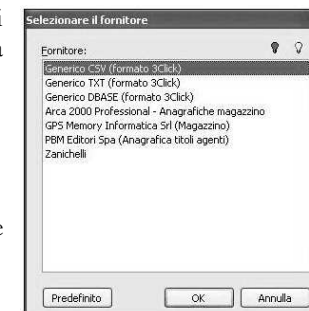 i
a
e
Selezionare il fornitore
Fornitore:
Generico CSV (formato 3Click)
Generico TXT (formato 3Click)
Generico DBASE (formato 3Click)
Arca 2000 Professional - Anagrafiche magazzino
GPS Memory Informatica Srl (Magazzino)
PBM Editori Spa (Anagrafica titoli agenti)
Zanichelli
Predefinito
OK
Annulla